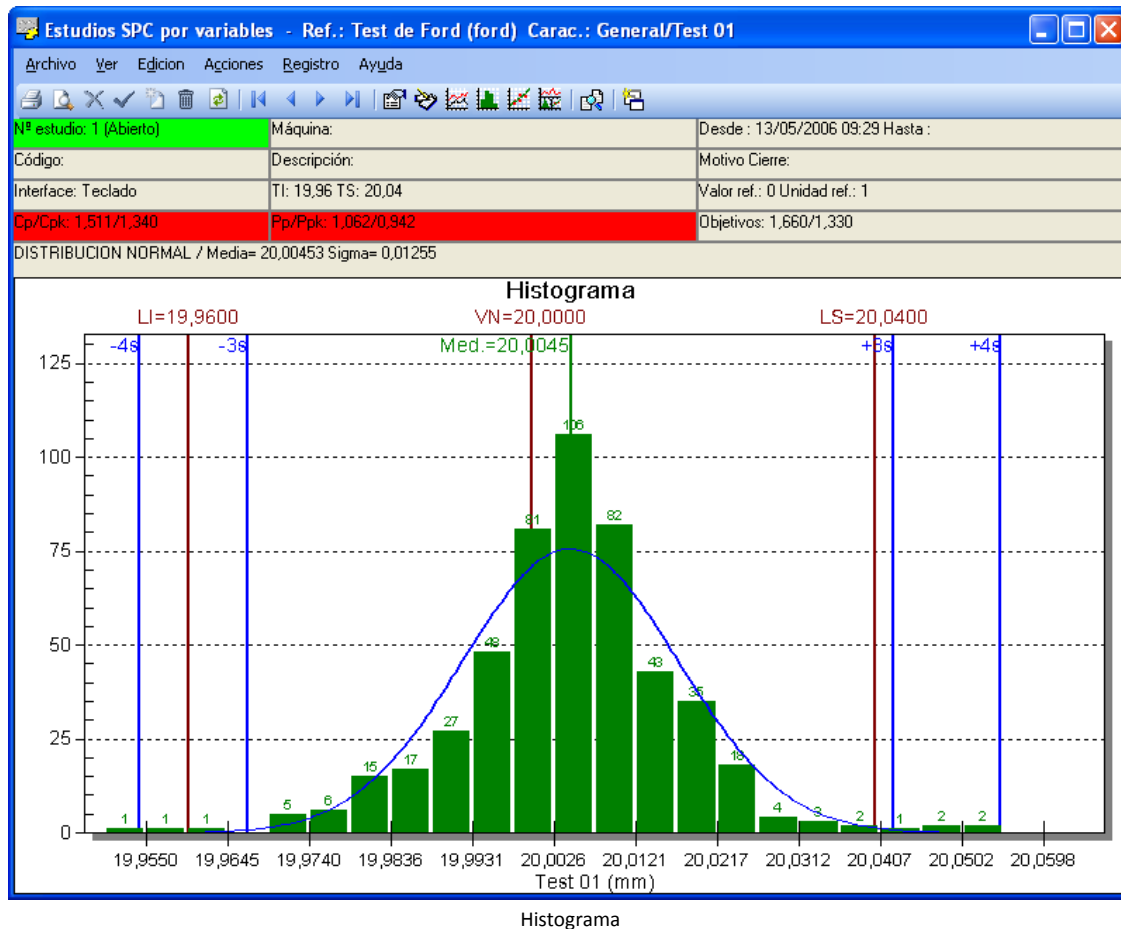 Estudios SPC por variables - Ref.: Test de Ford (ford) Carac.: General/Test 01
Archivo Ver Edicion Acciones Registro Ayuda
Nº estudio: 1 (Abierto) Máquina: Desde : 13/05/2006 09:29 Hasta :
Código: Descripción: Motivo Cierre:
Interface: Teclado TI: 19,96 TS: 20,04 Valor ref.: 0 Unidad ref.: 1
Cp/Cpk: 1,511/1,340 Pp/Ppk: 1,062/0,942 Objetivos: 1,660/1,330
DISTRIBUCION NORMAL / Media= 20,00453 Sigma= 0,01255
Histograma
LI=19,9600 VN=20,0000 LS=20,0400
-4s -3s Med.=20,0045 +3s +4s
125
106
100
81 82
75
50
48 43
35
27
25
15 17 18
1 1 1 5 6 4 3 2 1 2 2
0
19,9550 19,9645 19,9740 19,9836 19,9931 20,0026 20,0121 20,0217 20,0312 20,0407 20,0502 20,0598
Test 01 (mm)
Histograma